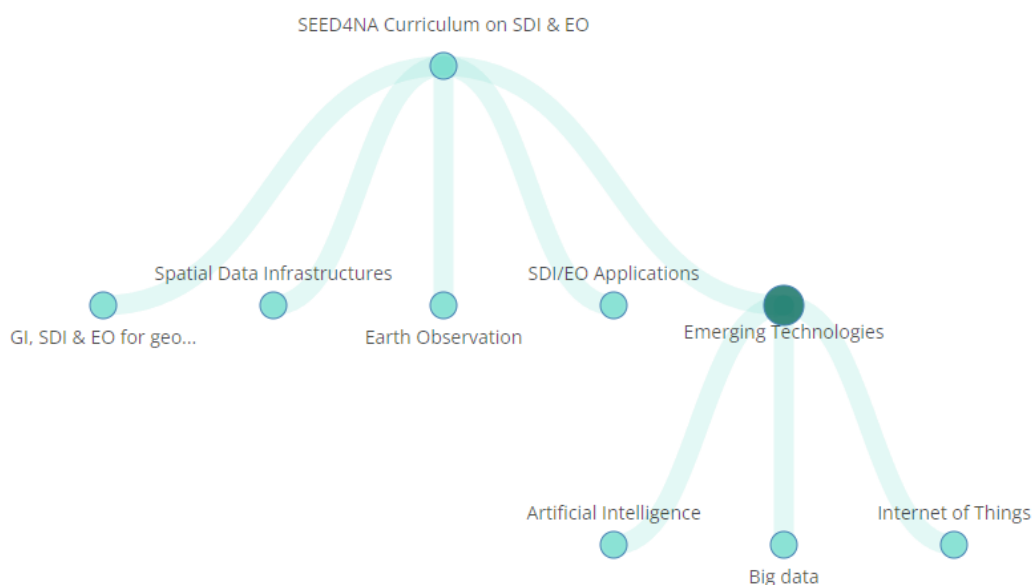 SEED4NA Curriculum on SDI & EO
Spatial Data Infrastructures
SDI/EO Applications
GI, SDI & EO for geo...
Earth Observation
Emerging Technologies
Artificial Intelligence
Internet of Things
Big data